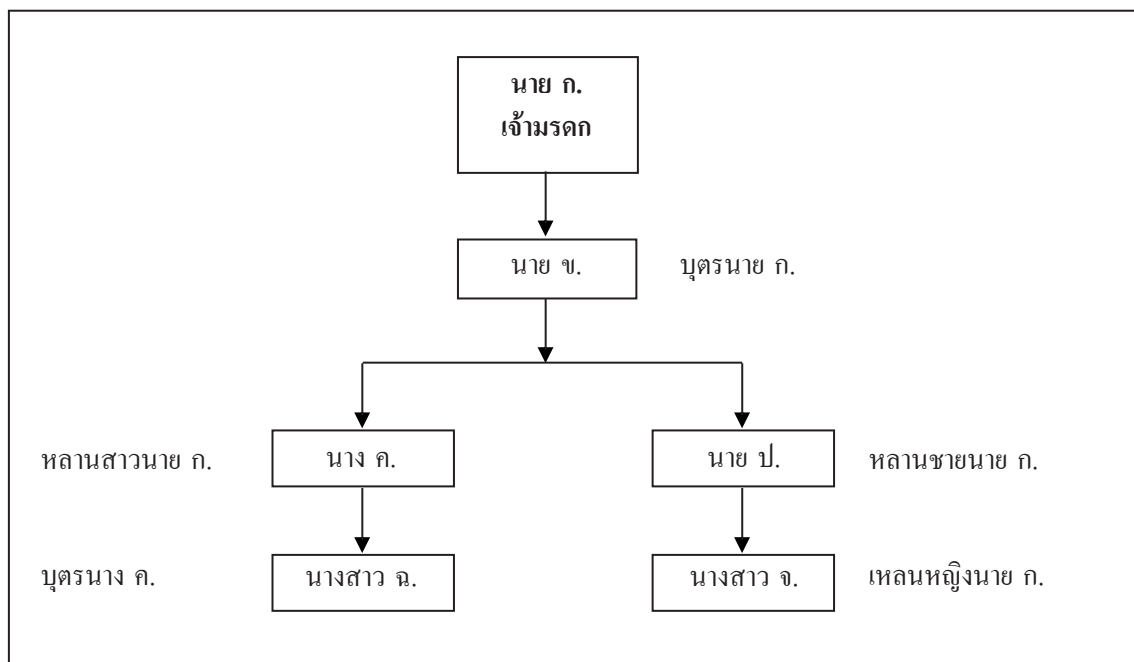 นาย ก.
เจ้ามรดก
นาย ข. บุตรนาย ก.
หลานสาวนาย ก. นาง ค. นาย ป. หลานชายนาย ก.
บุตรนาง ค. นางสาว ฉ. นางสาว จ. เหลนหญิงนาย ก.